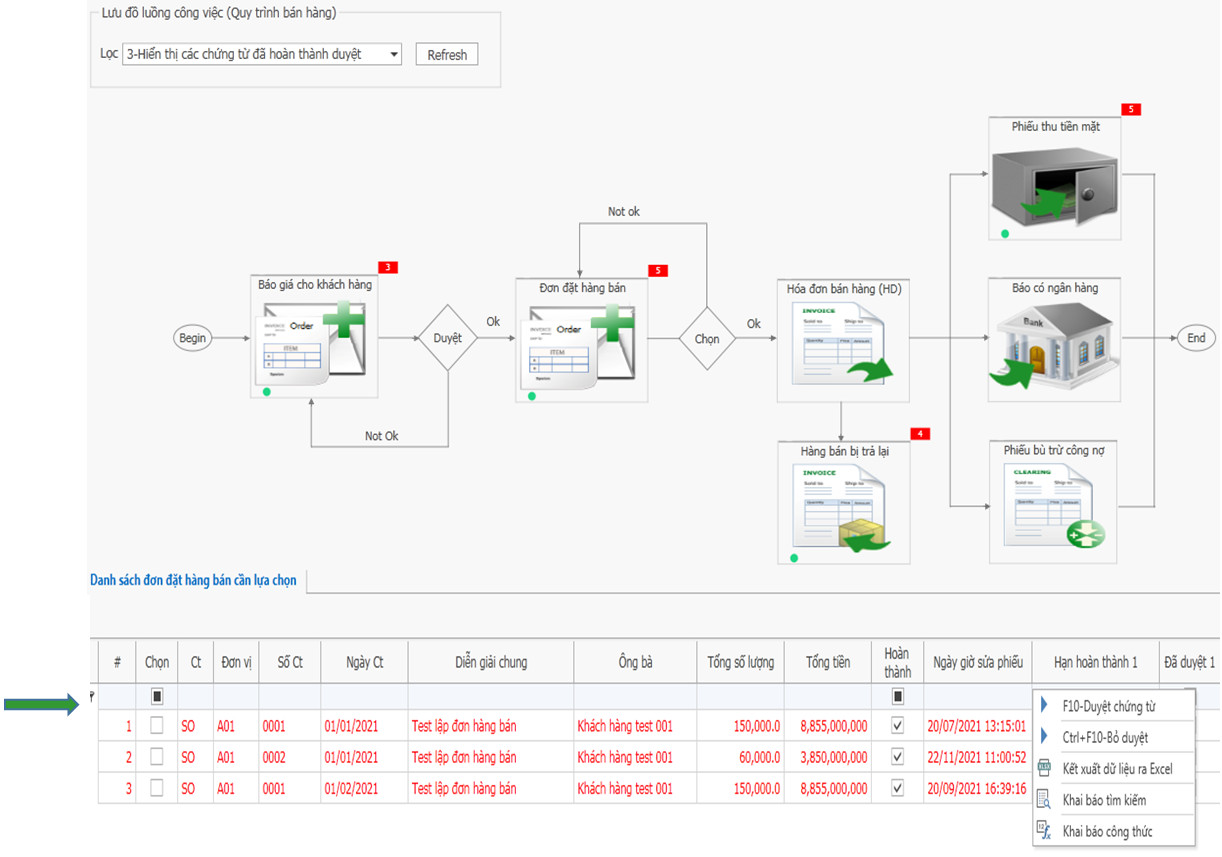 Lưu đồ luồng công việc (Quy trình bán hàng)
Lọc 3-Hiển thị các chứng từ đã hoàn thành duyệt Refresh
5
Phiếu thu tiền mặt
Not ok
3
5
Báo giá cho khách hàng
Đơn đặt hàng bán
Hóa đơn bán hàng (HD)
Báo có ngân hàng
INVOICE
Order
ITEM
Order
ITEM
Bank
Begin
Duyệt
Ok
Chọn
Ok
End
Not Ok
4
Hàng bán bị trả lại
Phiếu bù trừ công nợ
INVOICE
CLEARING
Danh sách đơn đặt hàng bán cần lựa chọn
# Chọn Ct Đơn vị Số Ct Ngày Ct Diễn giải chung Ông bà Tổng số lượng Tổng tiền Hoàn thành Ngày giờ sửa phiếu Hạn hoàn thành 1 Đã duyệt 1
1 SO A01 0001 01/01/2021 Test lập đơn hàng bán Khách hàng test 001 150,000.0 8,855,000,000 20/07/2021 13:15:01
2 SO A01 0002 01/01/2021 Test lập đơn hàng bán Khách hàng test 001 60,000.0 3,850,000,000 22/11/2021 11:00:52
3 SO A01 0001 01/02/2021 Test lập đơn hàng bán Khách hàng test 001 150,000.0 8,855,000,000 20/09/2021 16:39:16
F10-Duyệt chứng từ
Ctrl+F10-Bỏ duyệt
Kết xuất dữ liệu ra Excel
Khai báo tìm kiếm
Khai báo công thức